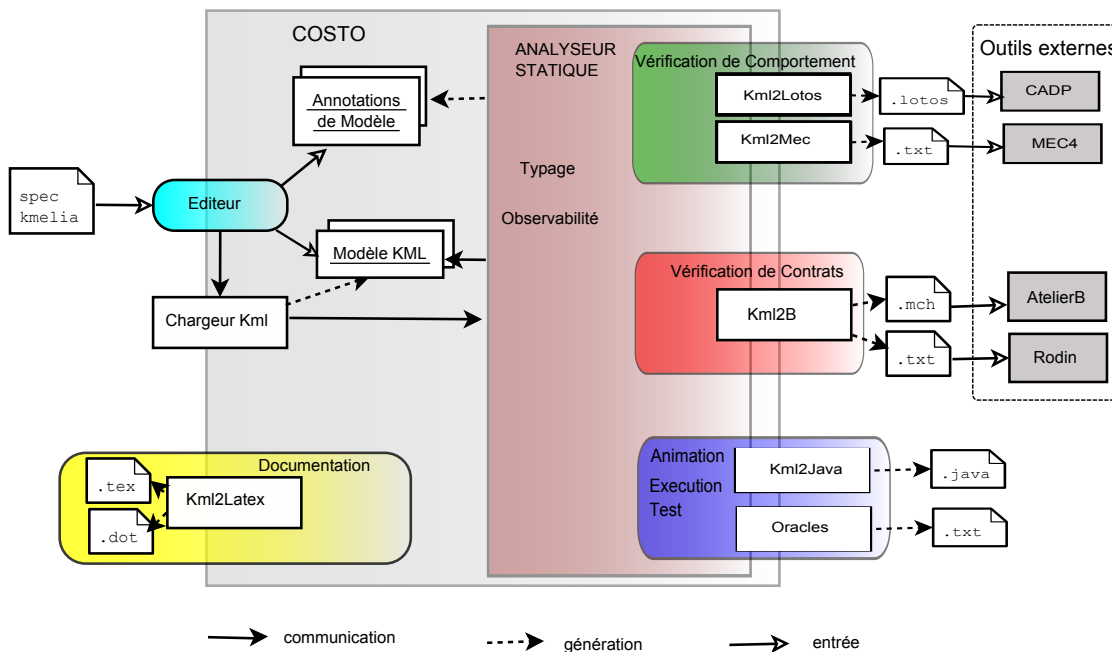 COSTO
ANALYSEUR
STATIQUE
Typage
Observabilité
Annotations
de Modèle
spec
kmelia
Editeur
Modèle KML
Chargeur Kml
Vérification de Comportement
Kml2Lotos
Kml2Mec
.lotos
.txt
Outils externes
CADP
MEC4
Vérification de Contrats
Kml2B
.mch
.txt
AtelierB
Rodin
Documentation
.tex
Kml2Latex
.dot
Animation
Execution
Test
Kml2Java
Oracles
.java
.txt
communication
génération
entrée